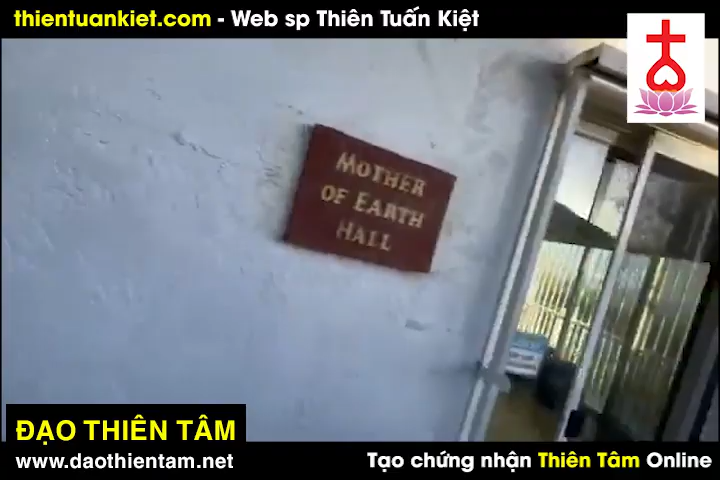 thientuankiet.com - Web sp Thiên Tuấn Kiệt
MOTHER
OF EARTH
HALL
ĐẠO THIÊN TÂM
www.daothientam.net
Tạo chứng nhận Thiên Tâm Online